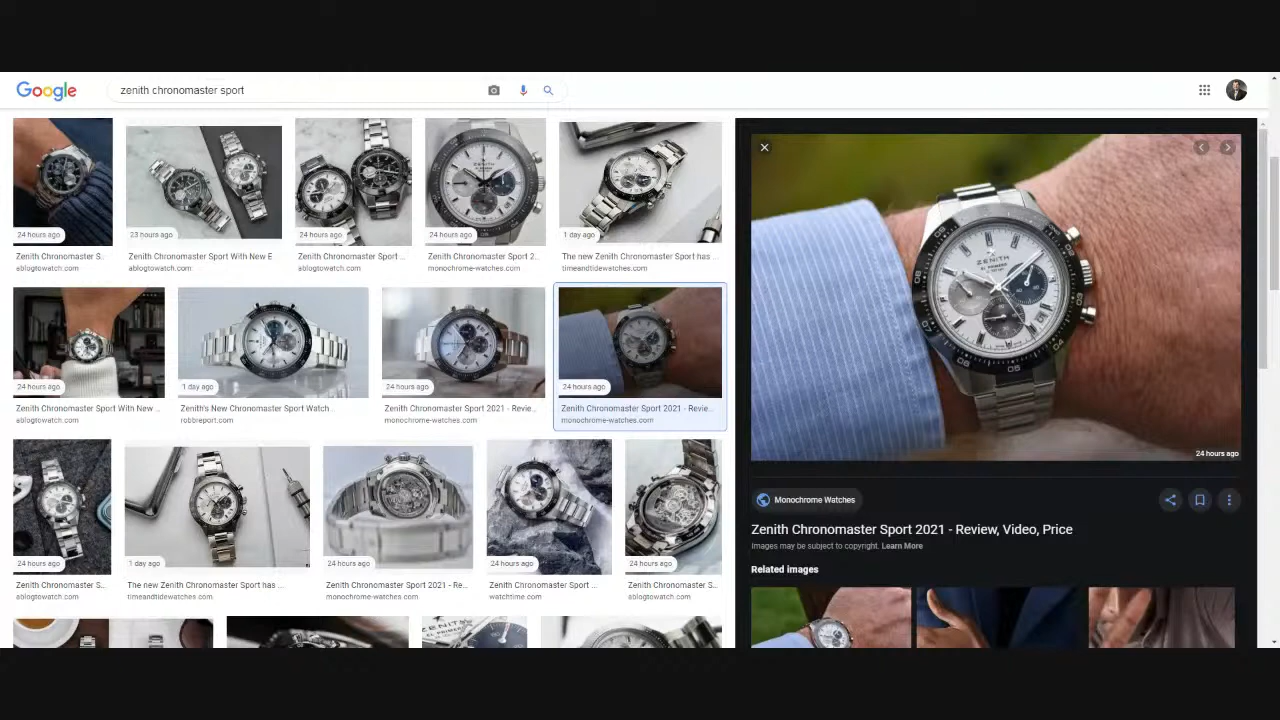 Google
zenith chronomaster sport
24 hours ago
23 hours ago
24 hours ago
24 hours ago
1 day ago
Zenith Chronomaster S...
Zenith Chronomaster Sport With New E
Zenith Chronomaster Sport ...
Zenith Chronomaster Sport 2...
The new Zenith Chronomaster Sport has ...
ablogtowatch.com
ablogtowatch.com
ablogtowatch.com
monochrome-watches.com
timeandtidewatches.com
24 hours ago
1 day ago
24 hours ago
24 hours ago
Zenith Chronomaster Sport With New ...
Zenith's New Chronomaster Sport Watch
Zenith Chronomaster Sport 2021 - Revie...
Zenith Chronomaster Sport 2021 - Revie...
ablogtowatch.com
robbreport.com
monochrome-watches.com
monochrome-watches.com
24 hours ago
1 day ago
24 hours ago
24 hours ago
24 hours ago
Zenith Chronomaster S...
The new Zenith Chronomaster Sport has ...
Zenith Chronomaster Sport 2021 - Re...
Zenith Chronomaster Sport ...
Zenith Chronomaster S...
ablogtowatch.com
timeandtidewatches.com
monochrome-watches.com
watchtime.com
ablogtowatch.com
ZENITH
EL PRIMERO
ZENITH
EL PRIMERO
24 hours ago
Monochrome Watches
Zenith Chronomaster Sport 2021 - Review, Video, Price
Images may be subject to copyright. Learn More
Related images